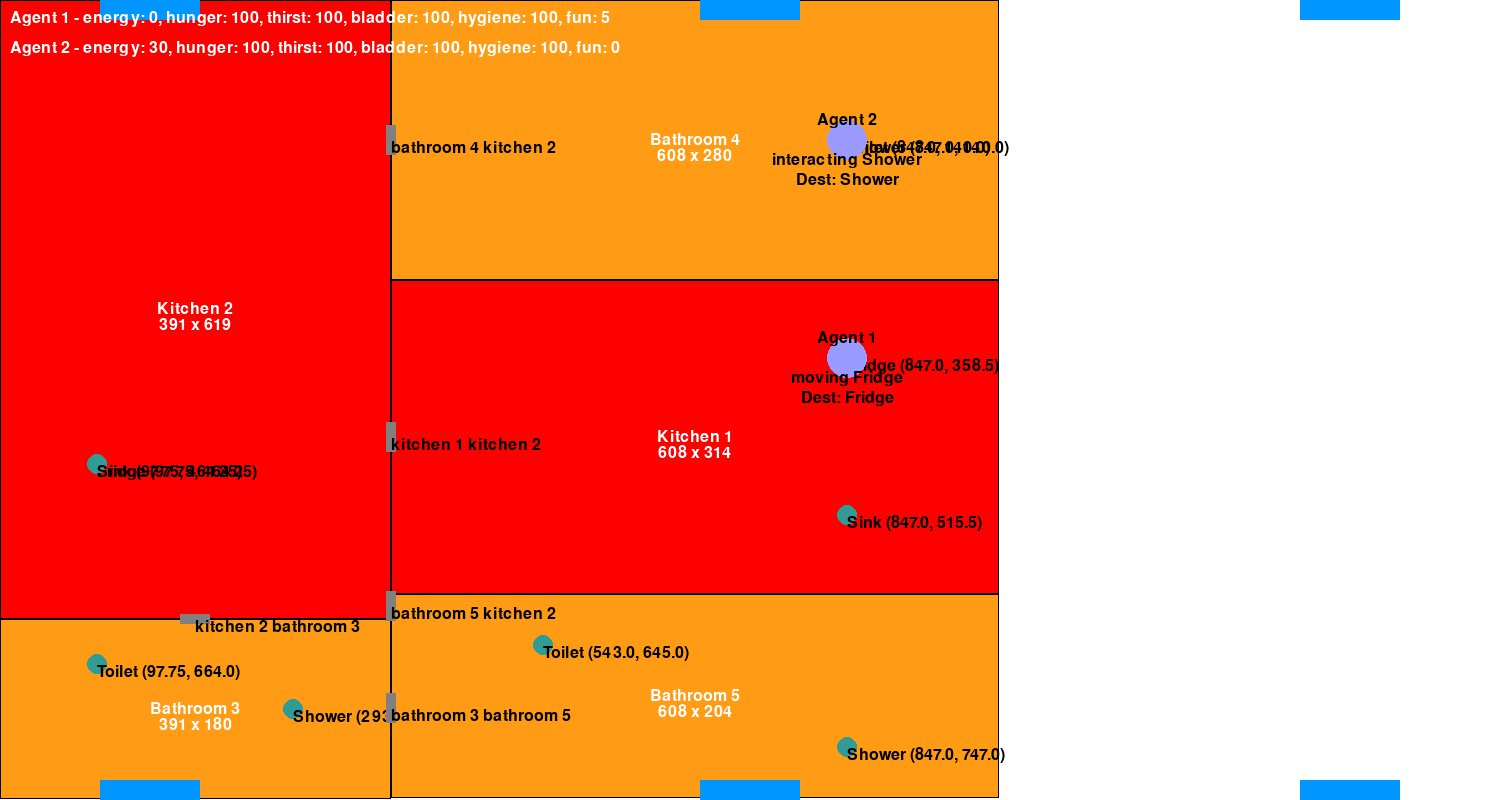 Agent 1 - energy: 0, hunger: 100, thirst: 100, bladder: 100, hygiene: 100, fun: 5
Agent 2 - energy: 30, hunger: 100, thirst: 100, bladder: 100, hygiene: 100, fun: 0
Agent 2
Bathroom 4
608 x 280
bathroom 4 kitchen 2
interacting Shower
Dest: Shower
Kitchen 2
391 x 619
Agent 1
(847.0, 358.5)
moving Fridge
Dest: Fridge
Kitchen 1
608 x 314
kitchen 1 kitchen 2
Sink (847.0, 515.5)
bathroom 5 kitchen 2
kitchen 2 bathroom 3
Toilet (543.0, 645.0)
Toilet (97.75, 664.0)
Bathroom 5
608 x 204
Bathroom 3
391 x 180
Shower (293
bathroom 3 bathroom 5
Shower (847.0, 747.0)